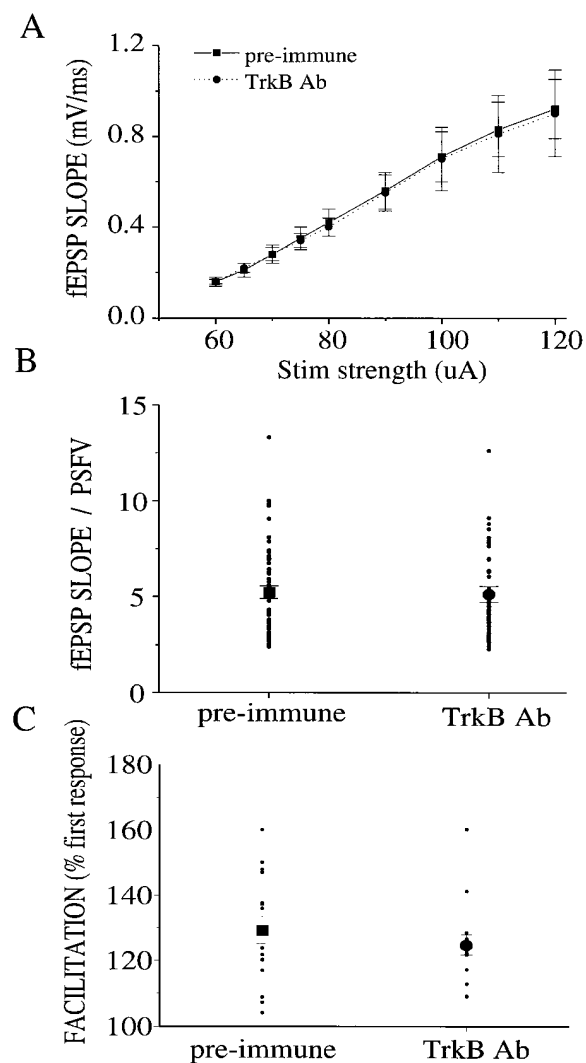 A
1.2
0.8
0.4
0.0
fEPSP SLOPE (mV/ms)
pre-immune
TrkB Ab
60 80 100 120
Stim strength (uA)
B
15
10
5
0
fEPSP SLOPE / PSFV
pre-immune TrkB Ab
C
180
160
140
120
100
FACILITATION (% first response)
pre-immune TrkB Ab